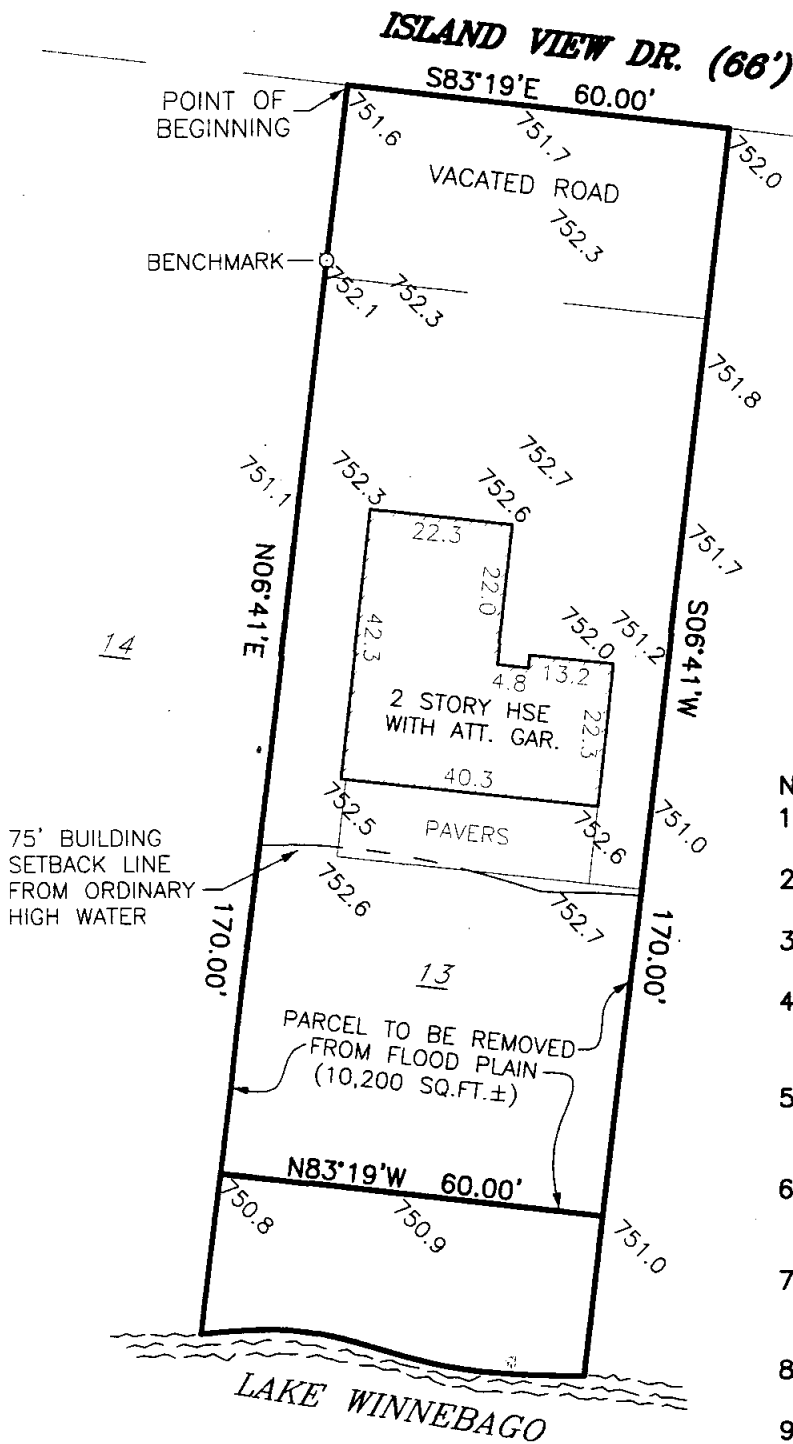 ISLAND VIEW DR. (66')
S83°19'E 60.00'
POINT OF
BEGINNING
751.6
751.7
752.0
VACATED ROAD
752.3
BENCHMARK
752.1
752.3
751.8
751.1
752.3
752.7
752.6
751.7
22.3
22.0
N06°41'E
42.3
S06°41'W
14
752.0
751.2
4.8
13.2
2 STORY HSE
WITH ATT. GAR.
22.3
40.3
752.5
PAVERS
752.6
751.0
75' BUILDING
SETBACK LINE
FROM ORDINARY
HIGH WATER
752.6
752.7
170.00'
170.00'
13
PARCEL TO BE REMOVED
FROM FLOOD PLAIN
(10,200 SQ.FT.±)
N83°19'W 60.00'
750.8
750.9
751.0
LAKE WINNEBAGO
N
1
2
3
4
5
6
7
8
9